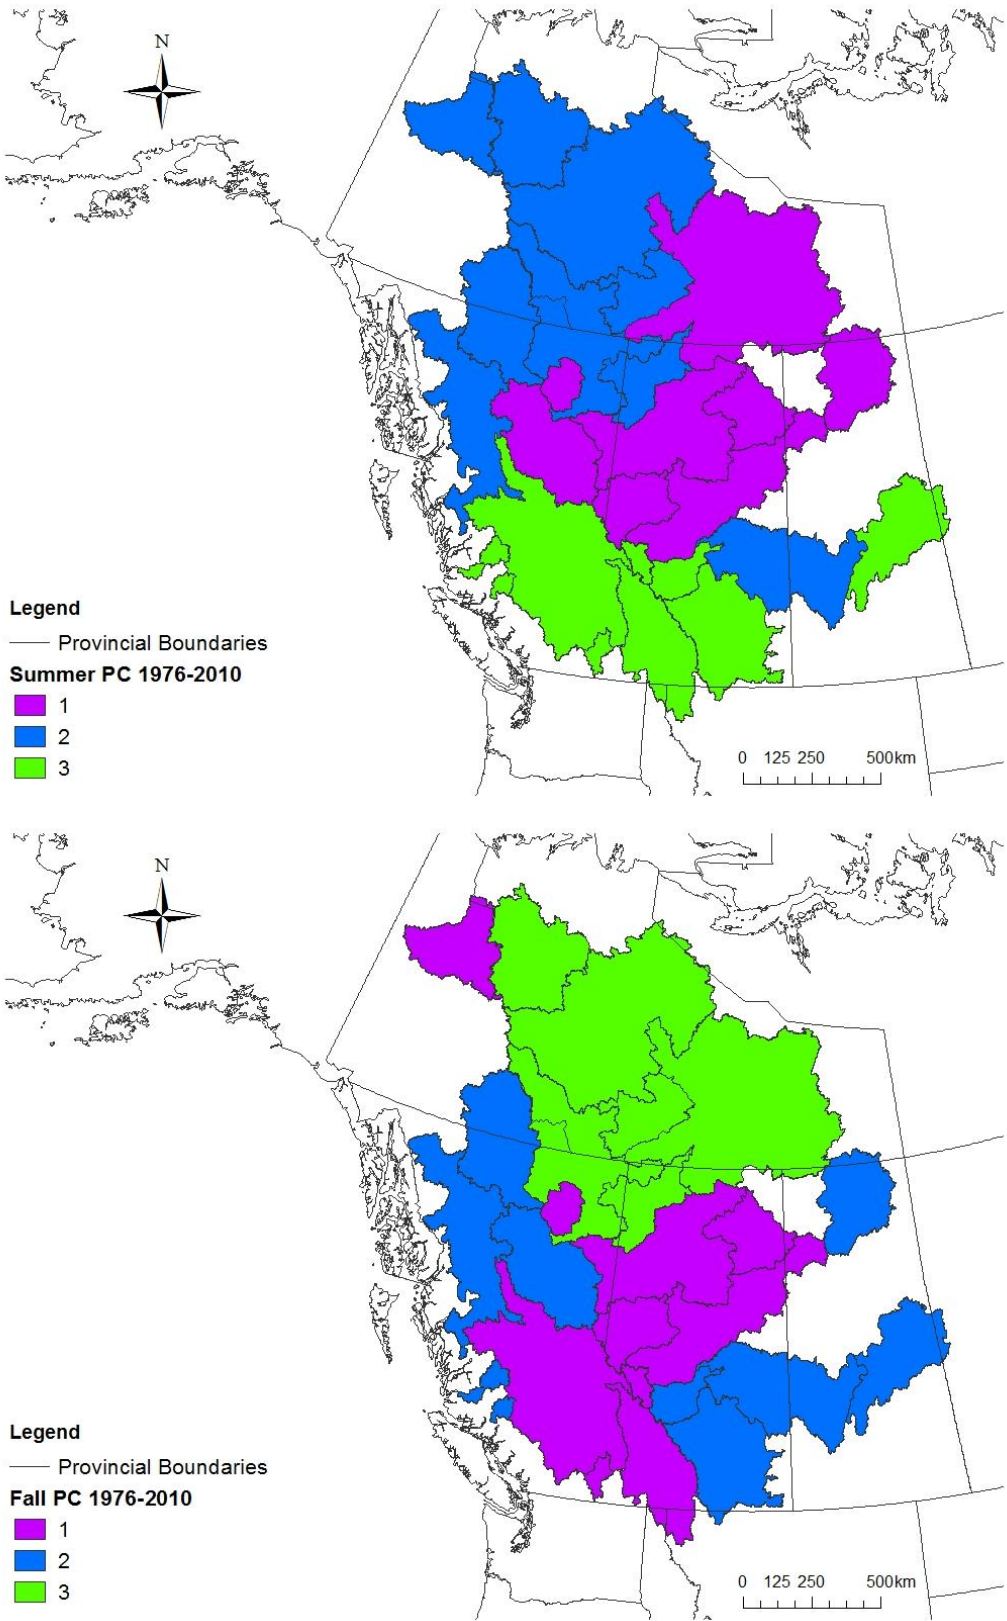 N
Legend
Provincial Boundaries
Summer PC 1976-2010
1
2
3
0 125 250 500km
N
Legend
Provincial Boundaries
Fall PC 1976-2010
1
2
3
0 125 250 500km